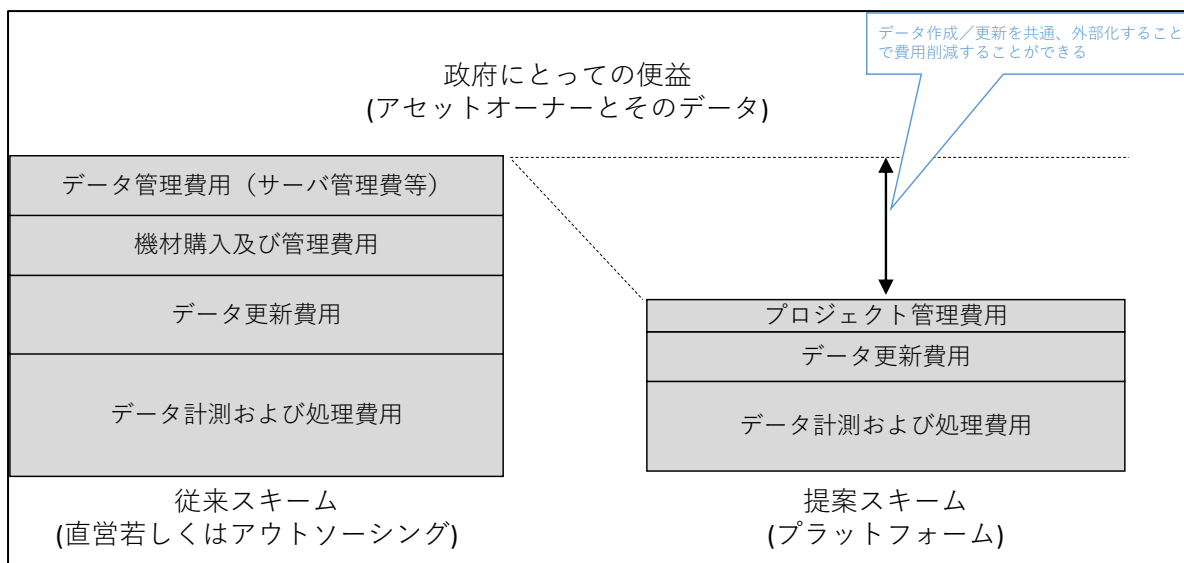 データ作成／更新を共通、外部化すること
で費用削減することができる
政府にとっての便益
(アセットオーナーとそのデータ)
データ管理費用（サーバ管理費等）
機材購入及び管理費用
データ更新費用
データ計測および処理費用
プロジェクト管理費用
データ更新費用
データ計測および処理費用
従来スキーム
(直営若しくはアウトソーシング)
提案スキーム
(プラットフォーム)